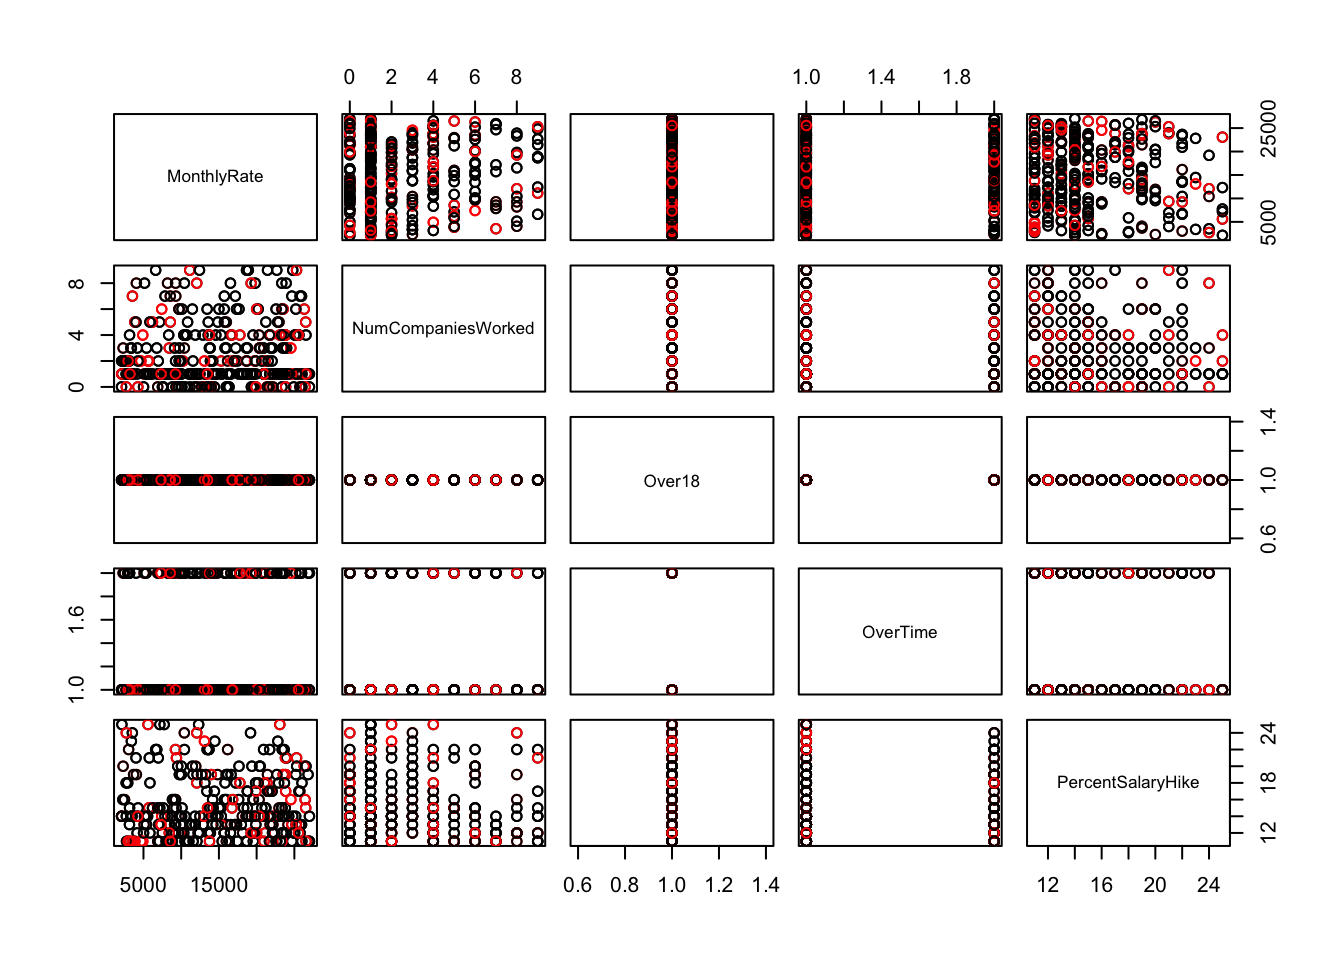 0 2 4 6 8 1.0 1.4 1.8
MonthlyRate 5000 25000
0 4 8 NumCompaniesWorked
Over18 0.6 1.0 1.4
1.0 1.6 OverTime
PercentSalaryHike 12 18 24
5000 15000 0.6 0.8 1.0 1.2 1.4 12 16 20 24